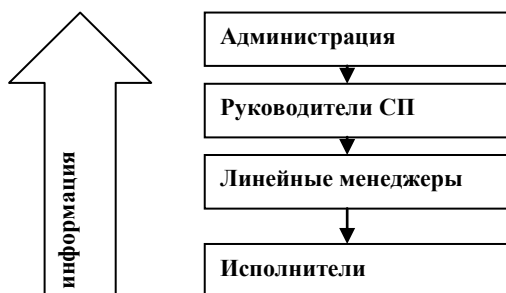 Администрация
Руководители СП
Линейные менеджеры
Исполнители
информация